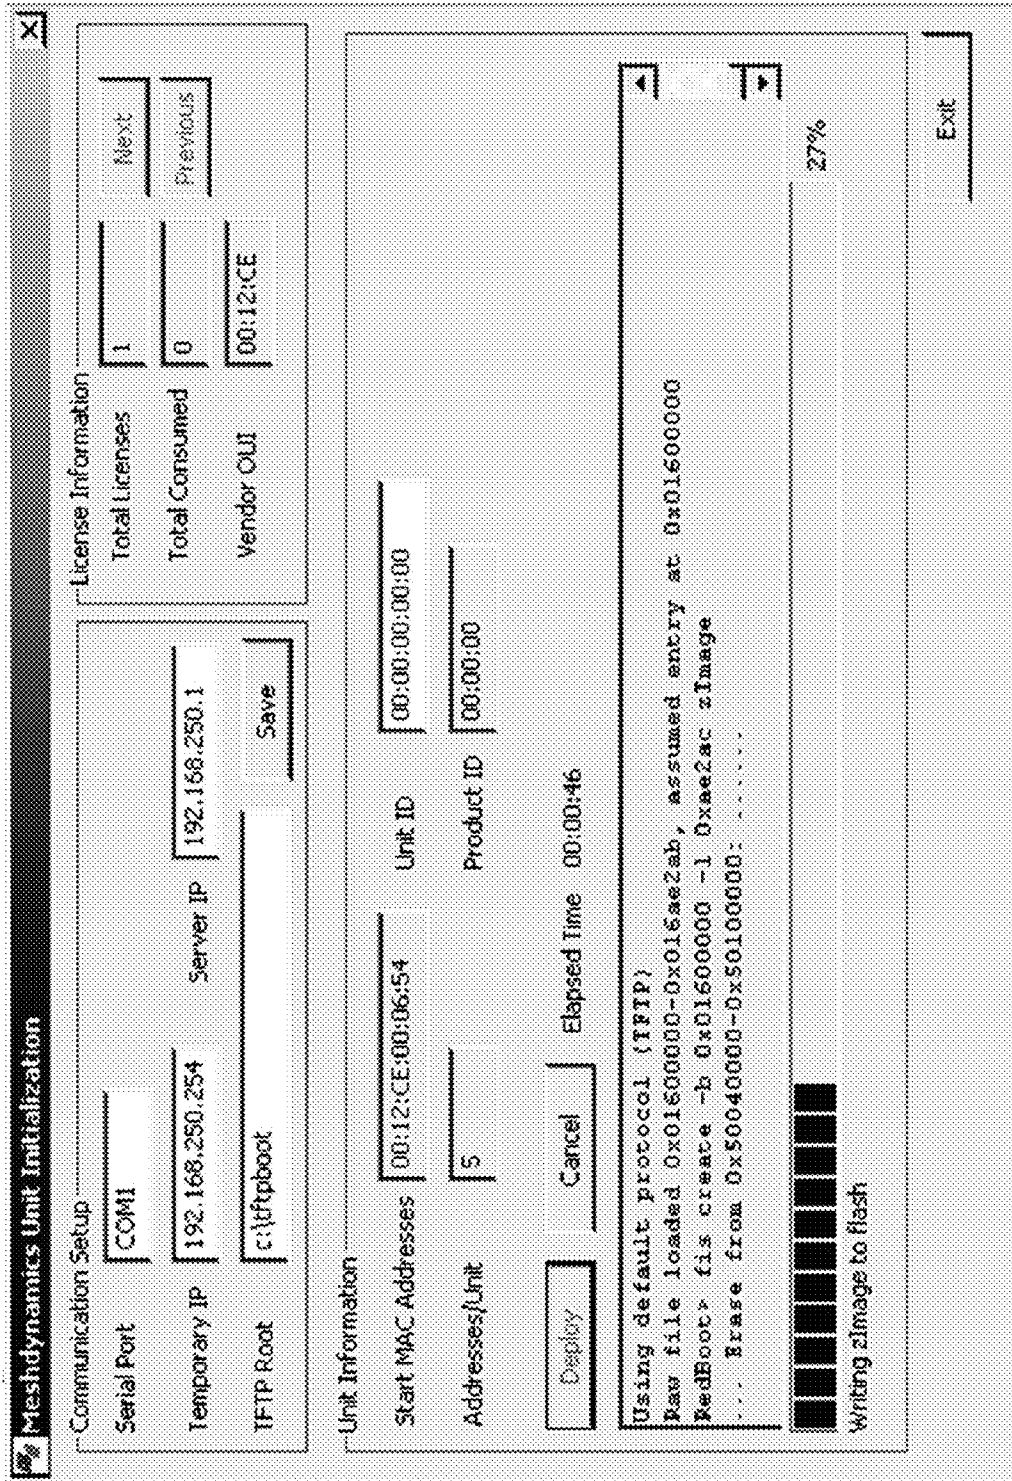 Meshdynamics Unit Initialization
Communication Setup
Serial Port COM1
Temporary IP 192.168.250.254 Server IP 192.168.250.1
TFTP Root c:\tftpboot Save
License Information
Total Licenses 1 Next
Total Consumed 0 Previous
Vendor OUI 00:12:CE
Unit Information
Start MAC Addresses 00:12:CE:00:06:54 Unit ID 00:00:00:00:00
Addresses/Unit 5 Product ID 00:00:00
Deploy Cancel Elapsed Time 00:00:46
Using default protocol (TFTP)
Raw file loaded 0x01600000-0x016ae2ab, assumed entry at 0x01600000
RedBoot> fis create -b 0x01600000 -l 0xae2ac zImage
... Erase from 0x50040000-0x50100000: ......
27%
Writing zImage to flash
Exit